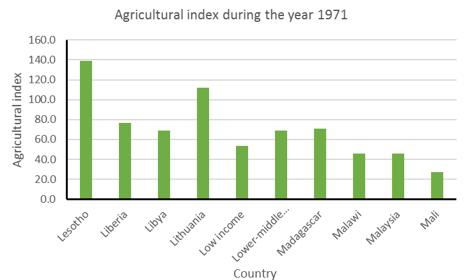 Agricultural index during the year 1971
160.0
140.0
120.0
100.0
80.0
60.0
40.0
20.0
0.0
Agricultural index
Lesotho
Liberia
Libya
Lithuania
Low income
Lower-middle...
Madagascar
Malawi
Malaysia
Mali
Country